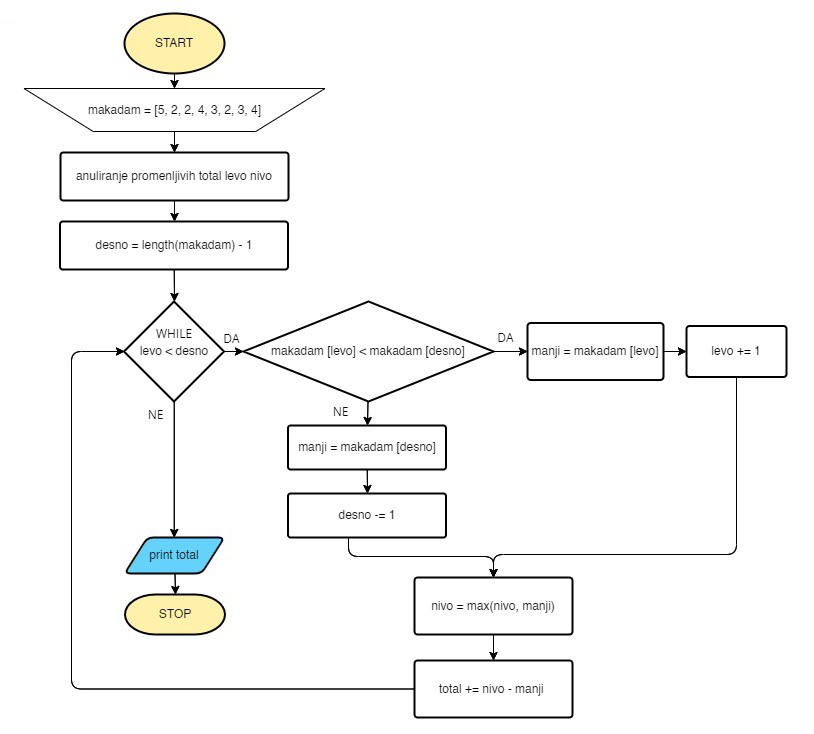 START
makadam = [5, 2, 2, 4, 3, 2, 3, 4]
anuliranje promenljivih total levo nivo
desno = length(makadam) - 1
WHILE
levo < desno
DA
makadam [levo] < makadam [desno]
DA
manji = makadam [levo]
levo += 1
NE
NE
manji = makadam [desno]
desno -= 1
print total
nivo = max(nivo, manji)
STOP
total += nivo - manji